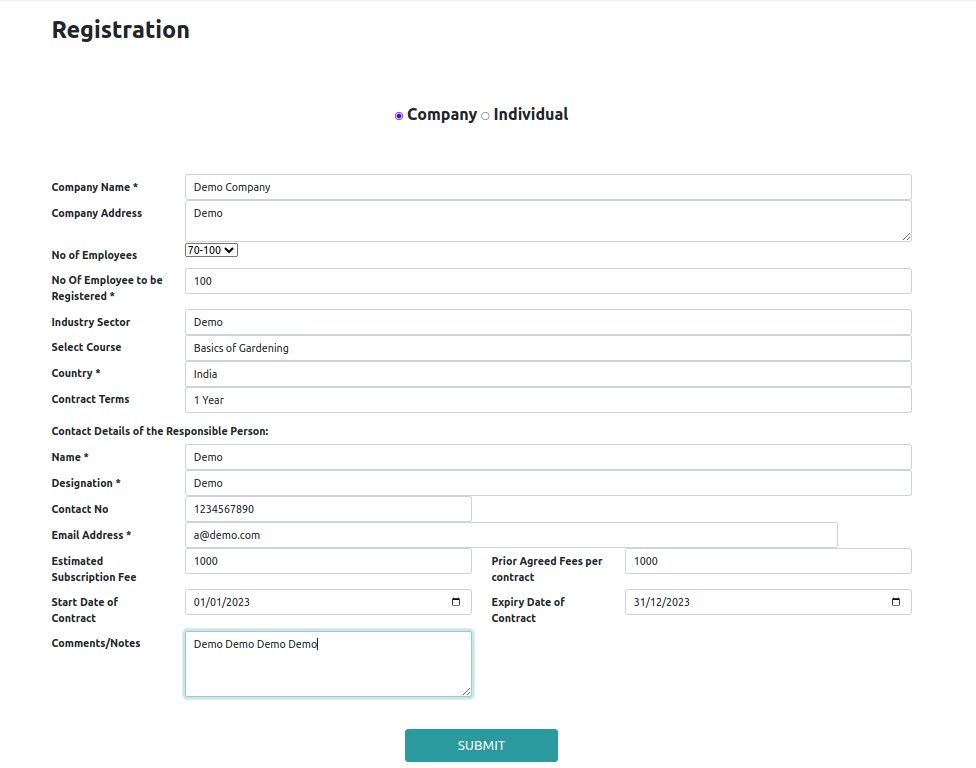 Registration
Company Individual
Company Name * Demo Company
Company Address Demo
No of Employees 70-100
No Of Employee to be
Registered * 100
Industry Sector Demo
Select Course Basics of Gardening
Country * India
Contract Terms 1 Year
Contact Details of the Responsible Person:
Name * Demo
Designation * Demo
Contact No 1234567890
Email Address * a@demo.com
Estimated
Subscription Fee 1000
Prior Agreed Fees per
contract 1000
Start Date of
Contract 01/01/2023
Expiry Date of
Contract 31/12/2023
Comments/Notes Demo Demo Demo Demo
SUBMIT